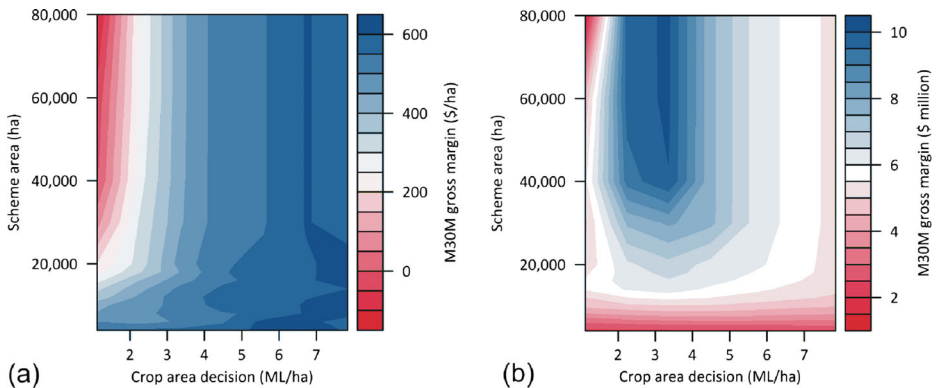 80,000
60,000
40,000
20,000
Scheme area (ha)
2 3 4 5 6 7
Crop area decision (ML/ha)
(a)
600
400
200
0
M30M gross margin ($/ha)
80,000
60,000
40,000
20,000
Scheme area (ha)
2 3 4 5 6 7
Crop area decision (ML/ha)
(b)
10
8
6
4
2
M30M gross margin ($ million)